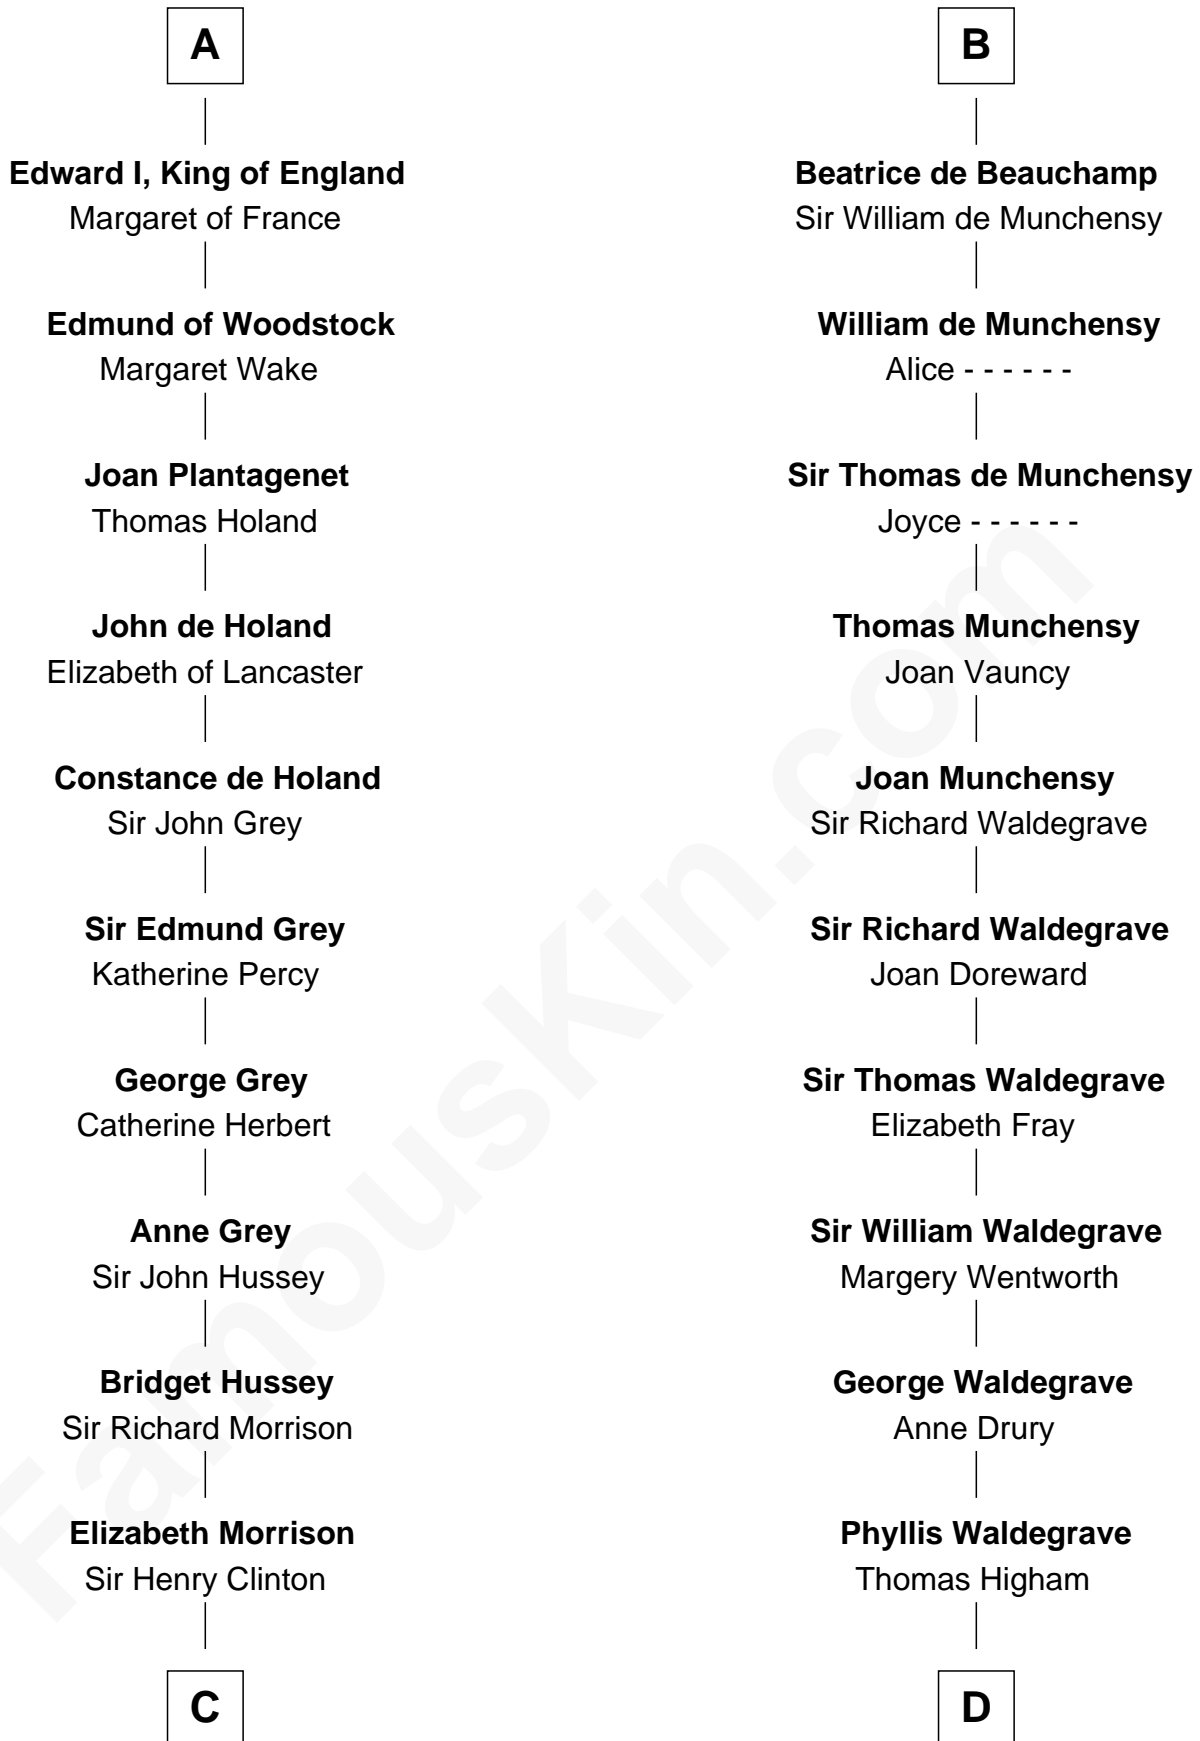 A
Edward I, King of England
Margaret of France
Edmund of Woodstock
Margaret Wake
Joan Plantagenet
Thomas Holand
John de Holand
Elizabeth of Lancaster
Constance de Holand
Sir John Grey
Sir Edmund Grey
Katherine Percy
George Grey
Catherine Herbert
Anne Grey
Sir John Hussey
Bridget Hussey
Sir Richard Morrison
Elizabeth Morrison
Sir Henry Clinton
C
B
Beatrice de Beauchamp
Sir William de Munchensy
William de Munchensy
Alice - - - - - -
Sir Thomas de Munchensy
Joyce - - - - - -
Thomas Munchensy
Joan Vauncy
Joan Munchensy
Sir Richard Waldegrave
Sir Richard Waldegrave
Joan Doreward
Sir Thomas Waldegrave
Elizabeth Fray
Sir William Waldegrave
Margery Wentworth
George Waldegrave
Anne Drury
Phyllis Waldegrave
Thomas Higham
D
FamousKin.com